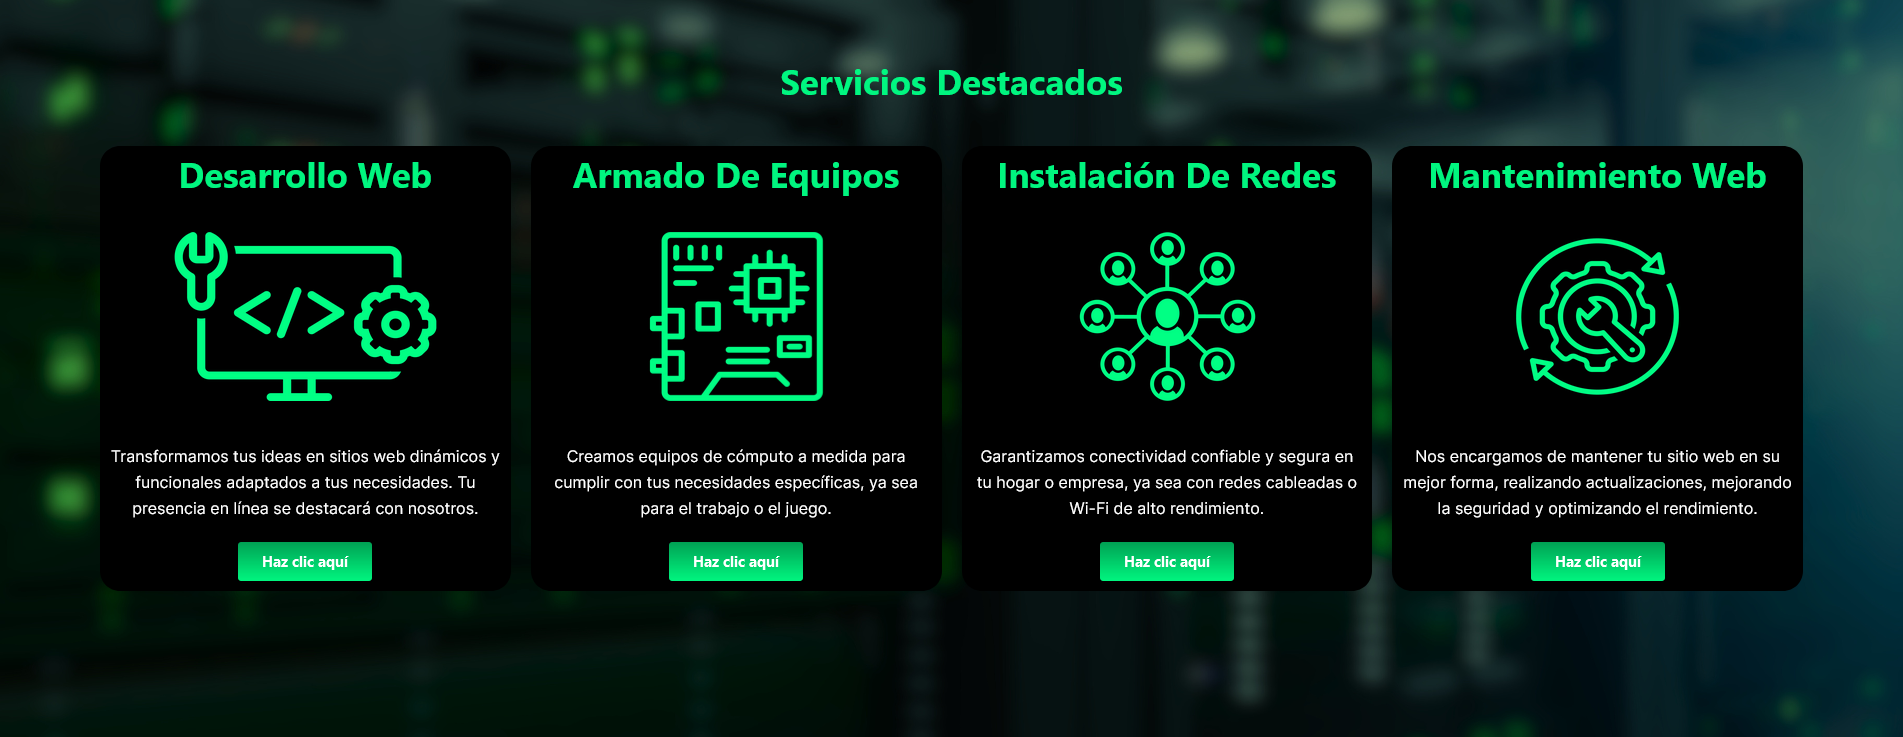 Servicios Destacados
Desarrollo Web
</>
Transformamos tus ideas en sitios web dinámicos y
funcionales adaptados a tus necesidades. Tu
presencia en línea se destacará con nosotros.
Haz clic aquí
Armado De Equipos
Creamos equipos de cómputo a medida para
cumplir con tus necesidades específicas, ya sea
para el trabajo o el juego.
Haz clic aquí
Instalación De Redes
Garantizamos conectividad confiable y segura en
tu hogar o empresa, ya sea con redes cableadas o
Wi-Fi de alto rendimiento.
Haz clic aquí
Mantenimiento Web
Nos encargamos de mantener tu sitio web en su
mejor forma, realizando actualizaciones, mejorando
la seguridad y optimizando el rendimiento.
Haz clic aquí